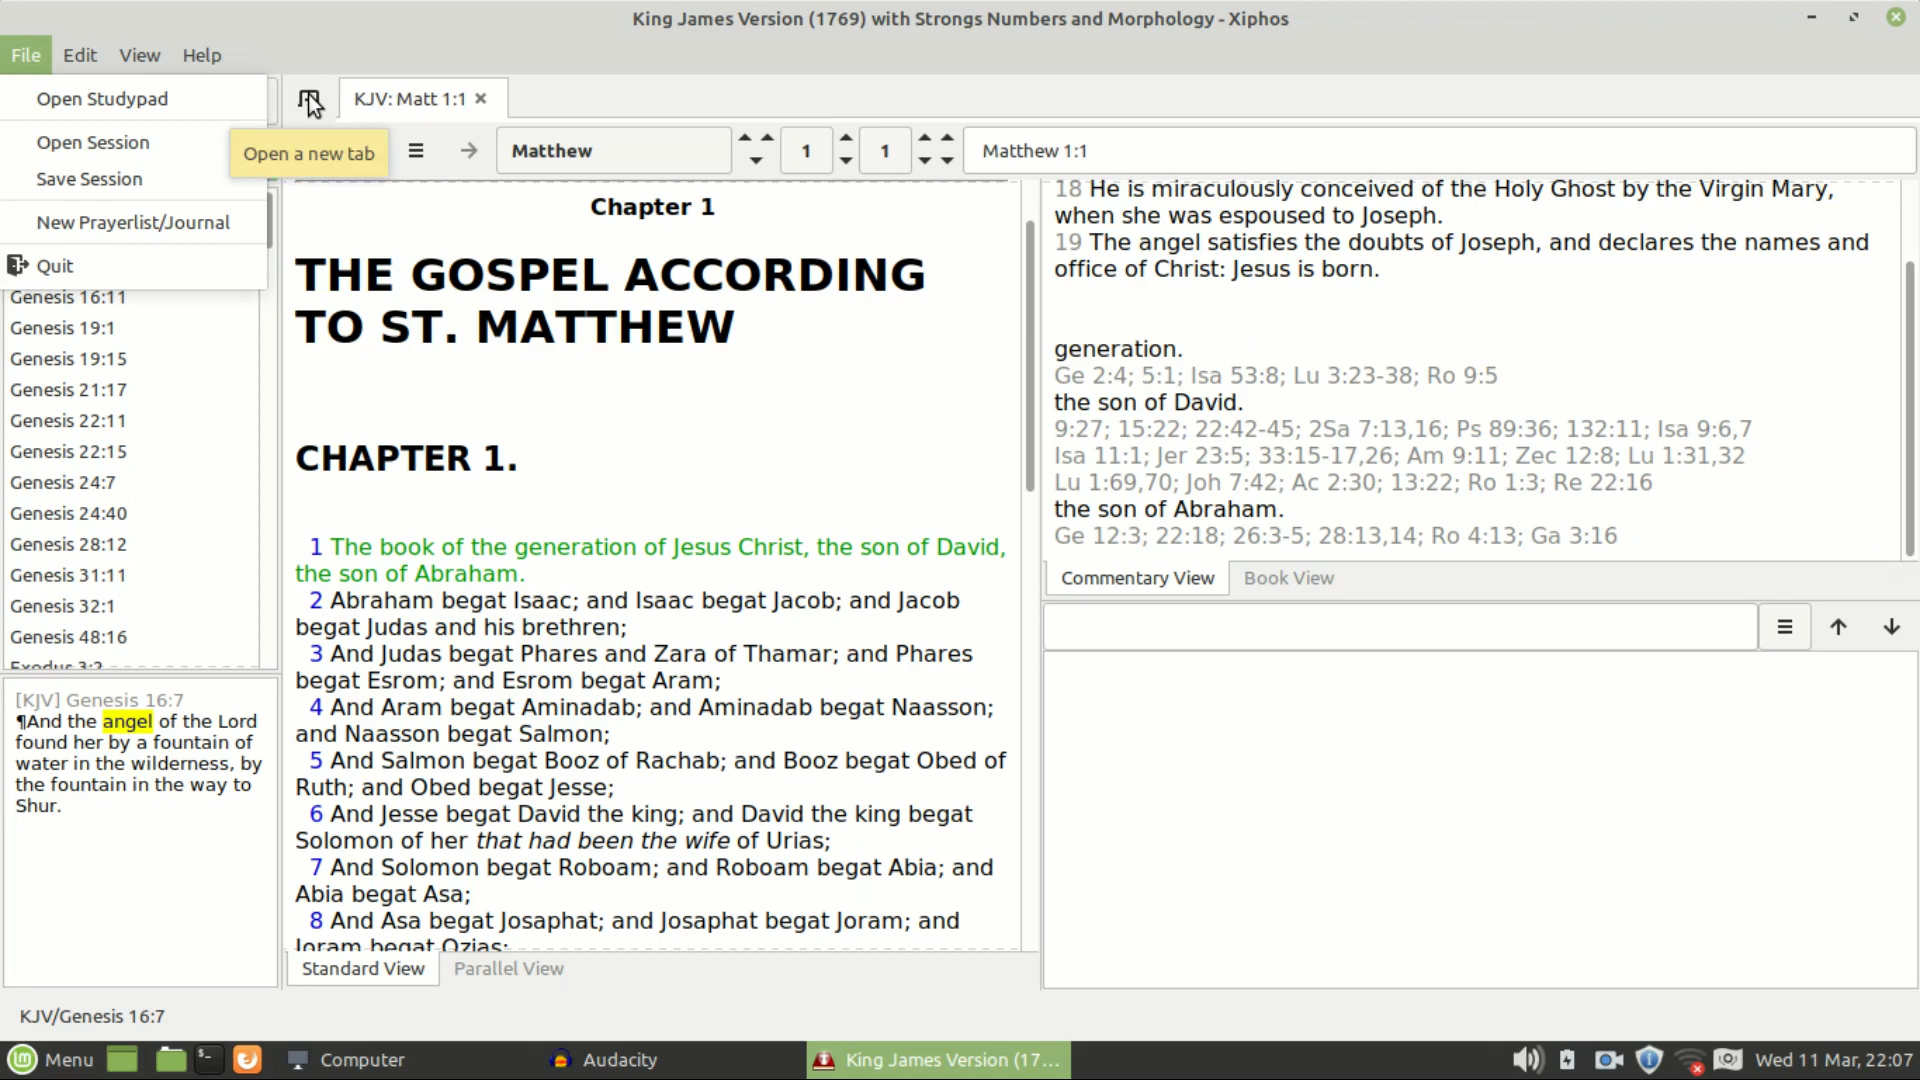 King James Version (1769) with Strongs Numbers and Morphology - Xiphos
File Edit View Help
Open Studypad
Open Session
Save Session
New Prayerlist/Journal
Quit
Open a new tab
KJV: Matt 1:1
Matthew
1
1
Matthew 1:1
Genesis 16:11
Genesis 19:1
Genesis 19:15
Genesis 21:17
Genesis 22:11
Genesis 22:15
Genesis 24:7
Genesis 24:40
Genesis 28:12
Genesis 31:11
Genesis 32:1
Genesis 48:16
Exodus 3:2
[KJV] Genesis 16:7
¶And the angel of the Lord
found her by a fountain of
water in the wilderness, by
the fountain in the way to
Shur.
Chapter 1
THE GOSPEL ACCORDING
TO ST. MATTHEW
CHAPTER 1.
1 The book of the generation of Jesus Christ, the son of David,
the son of Abraham.
2 Abraham begat Isaac; and Isaac begat Jacob; and Jacob
begat Judas and his brethren;
3 And Judas begat Phares and Zara of Thamar; and Phares
begat Esrom; and Esrom begat Aram;
4 And Aram begat Aminadab; and Aminadab begat Naasson;
and Naasson begat Salmon;
5 And Salmon begat Booz of Rachab; and Booz begat Obed of
Ruth; and Obed begat Jesse;
6 And Jesse begat David the king; and David the king begat
Solomon of her that had been the wife of Urias;
7 And Solomon begat Roboam; and Roboam begat Abia; and
Abia begat Asa;
8 And Asa begat Josaphat; and Josaphat begat Joram; and
Joram begat Ozias;
Standard View Parallel View
18 He is miraculously conceived of the Holy Ghost by the Virgin Mary,
when she was espoused to Joseph.
19 The angel satisfies the doubts of Joseph, and declares the names and
office of Christ: Jesus is born.
generation.
Ge 2:4; 5:1; Isa 53:8; Lu 3:23-38; Ro 9:5
the son of David.
9:27; 15:22; 22:42-45; 2Sa 7:13,16; Ps 89:36; 132:11; Isa 9:6,7
Isa 11:1; Jer 23:5; 33:15-17,26; Am 9:11; Zec 12:8; Lu 1:31,32
Lu 1:69,70; Joh 7:42; Ac 2:30; 13:22; Ro 1:3; Re 22:16
the son of Abraham.
Ge 12:3; 22:18; 26:3-5; 28:13,14; Ro 4:13; Ga 3:16
Commentary View Book View
KJV/Genesis 16:7
Menu Computer Audacity King James Version (17... Wed 11 Mar, 22:07